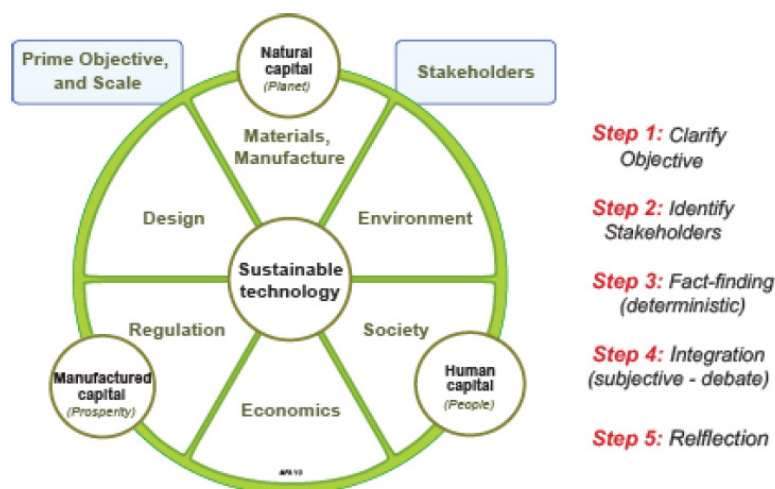 Prime Objective,
and Scale
Natural
capital
(Planet)
Stakeholders
Materials,
Manufacture
Design
Environment
Sustainable
technology
Regulation
Society
Manufactured
capital
(Prosperity)
Human
capital
(People)
Economics
Step 1: Clarify
Objective
Step 2: Identify
Stakeholders
Step 3: Fact-finding
(deterministic)
Step 4: Integration
(subjective - debate)
Step 5: Relflection